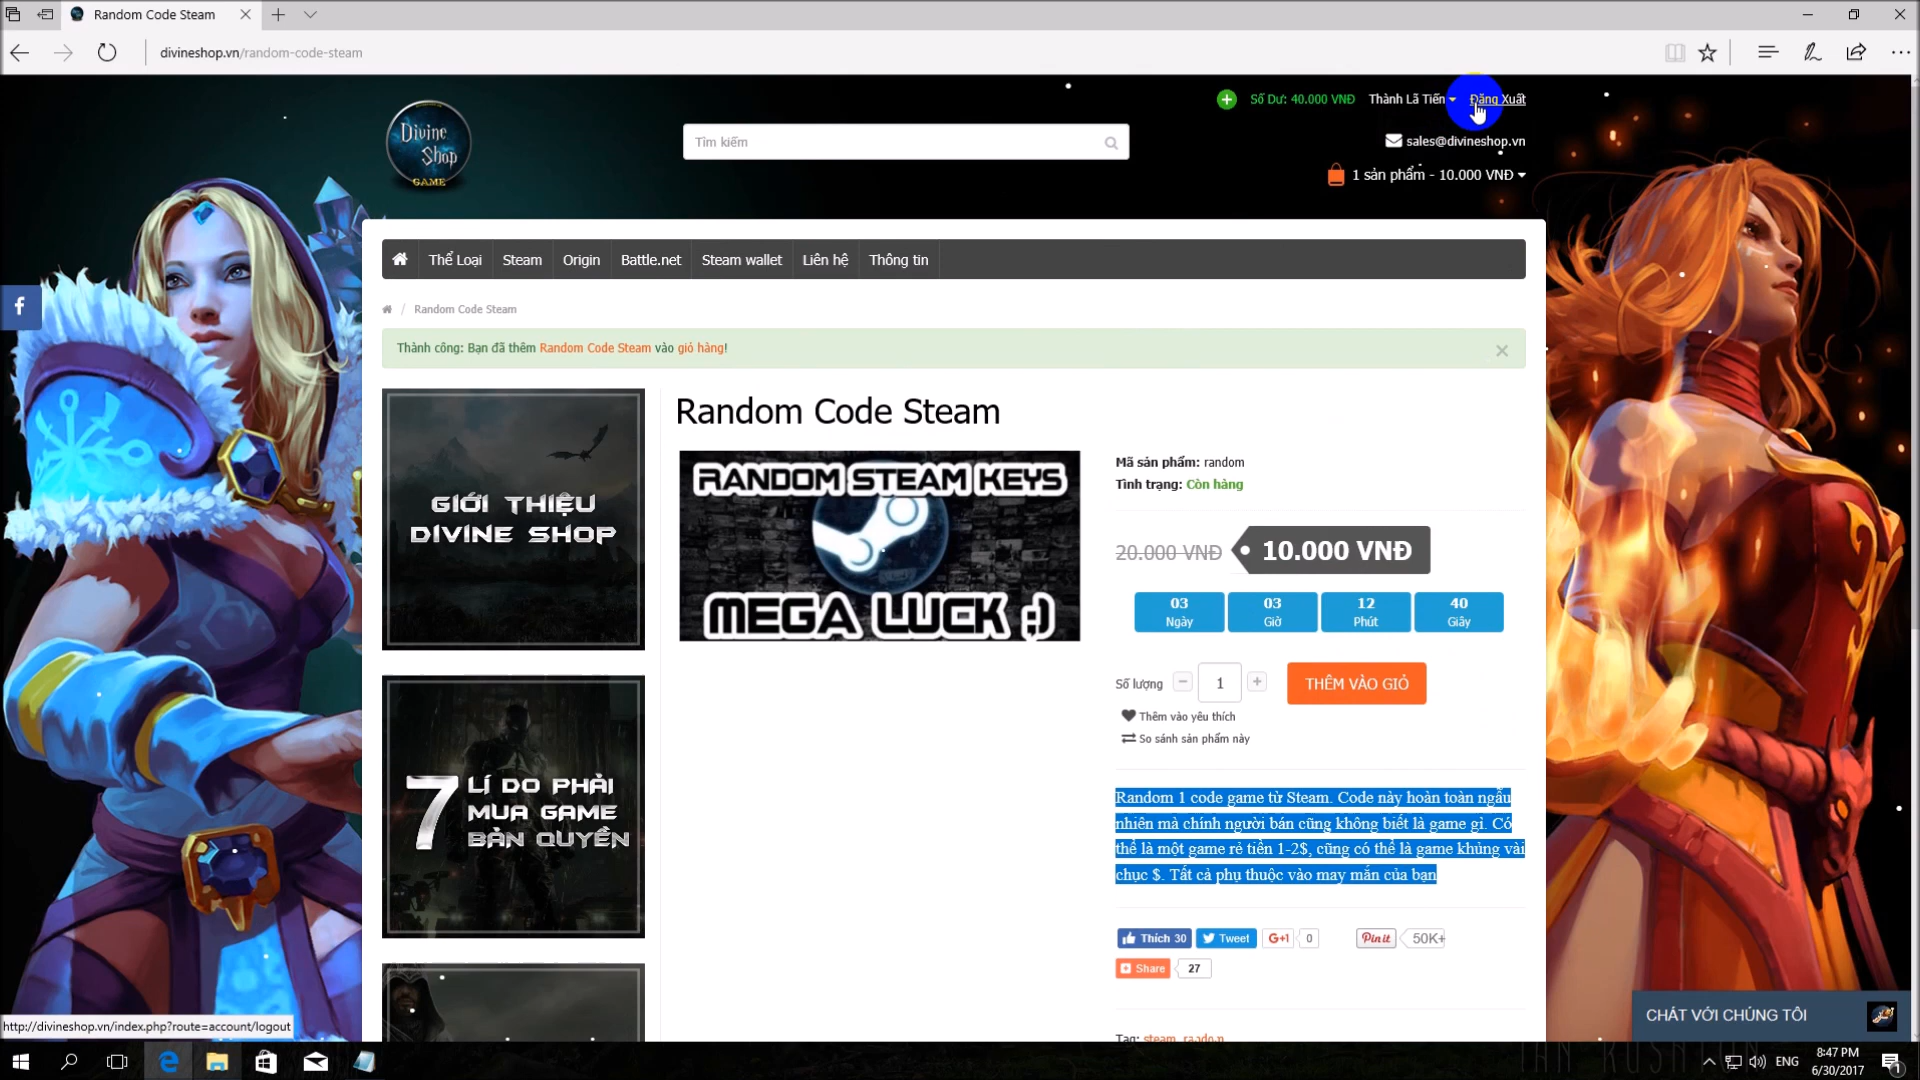 Random Code Steam
divineshop.vn/random-code-steam
Số Dư: 40.000 VNĐ
Thành Lã Tiến
Đăng Xuất
Divine
Shop
GAME
Tìm kiếm
sales@divineshop.vn
1 sản phẩm - 10.000 VNĐ
Thể Loại
Steam
Origin
Battle.net
Steam wallet
Liên hệ
Thông tin
/ Random Code Steam
Thành công: Bạn đã thêm Random Code Steam vào giỏ hàng!
GIỚI THIỆU
DIVINE SHOP
Random Code Steam
RANDOM STEAM KEYS
MEGA LUCK ;)
Mã sản phẩm: random
Tình trạng: Còn hàng
20.000 VNĐ
10.000 VNĐ
03 03 12 40
Ngày Giờ Phút Giây
Số lượng
1
THÊM VÀO GIỎ
Thêm vào yêu thích
So sánh sản phẩm này
7 LÍ DO PHẢI
MUA GAME
BẢN QUYỀN
Random 1 code game từ Steam. Code này hoàn toàn ngẫu
nhiên mà chính người bán cũng không biết là game gì. Có
thể là một game rẻ tiền 1-2$, cũng có thể là game khủng vài
chục $. Tất cả phụ thuộc vào may mắn của bạn
Thích 30
Tweet
G+1
0
Pin it
50K+
Share
27
Tag: steam, random
CHÁT VỚI CHÚNG TÔI
http://divineshop.vn/index.php?route=account/logout
ENG
8:47 PM
6/30/2017
1